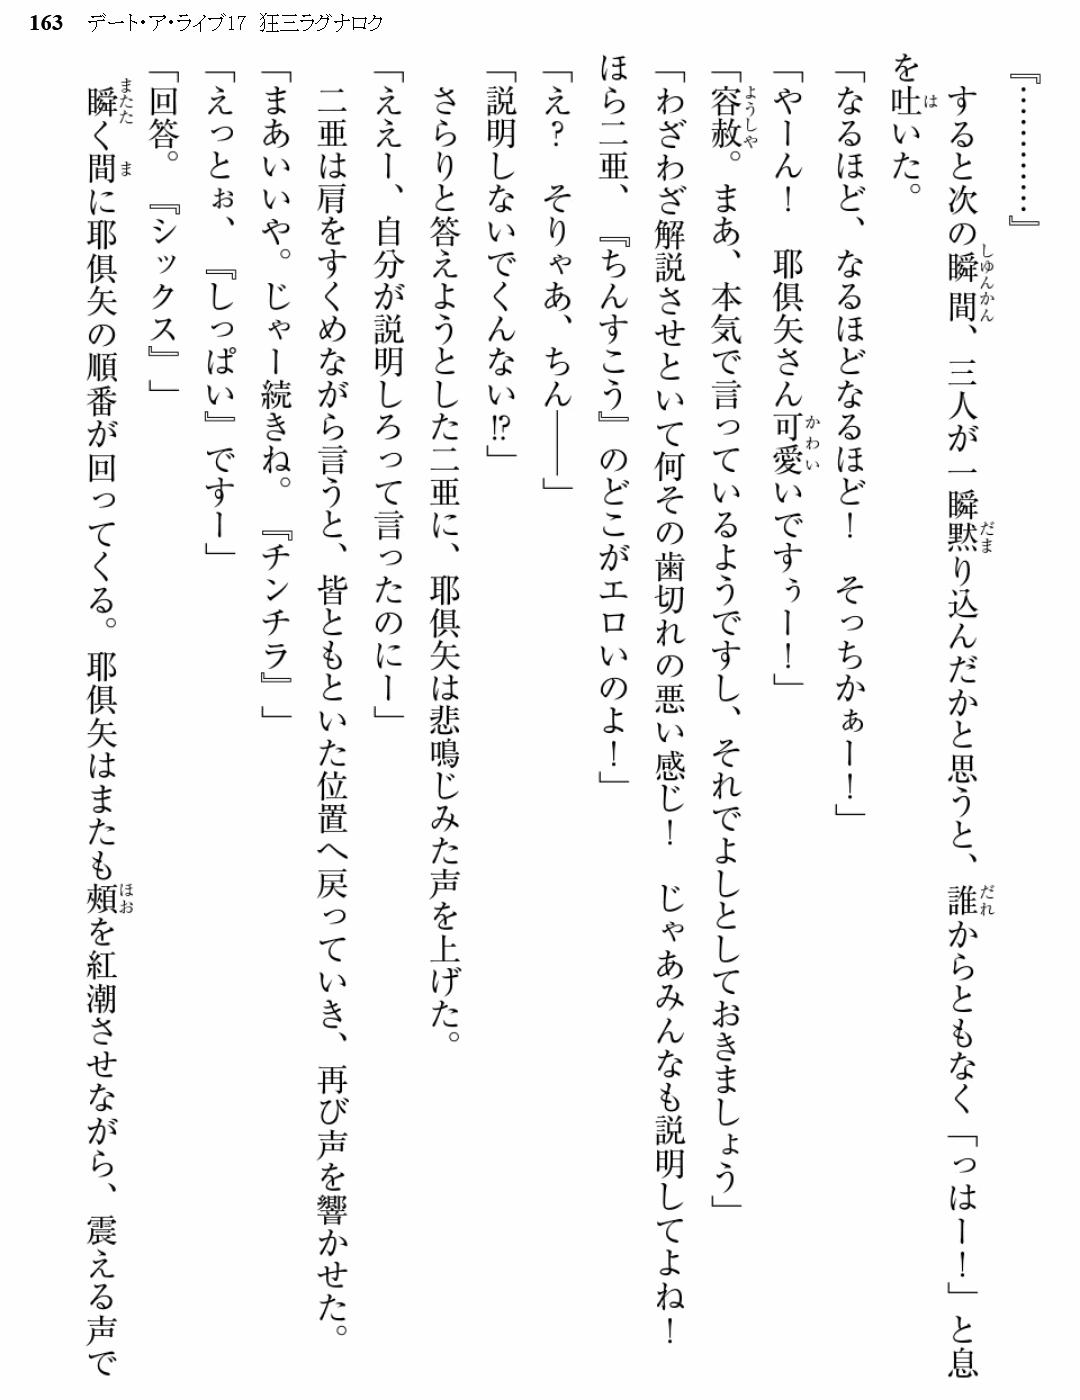 163 デート・ア・ライブ17 狂三ラグナロク
『…………』
すると次の瞬間、三人が一瞬黙り込んだかと思うと、誰からともなく「っはー！」と息
を吐いた。
「なるほど、なるほどなるほど！　そっちかぁー！」
「やーん！　耶倶矢さん可愛いですぅー！」
「容赦。まあ、本気で言っているようですし、それでよしとしておきましょう」
「わざわざ解説させといて何その歯切れの悪い感じ！　じゃあみんなも説明してよね！
ほら二亜、『ちんすこう』のどこがエロいのよ！」
「え？　そりゃあ、ちん――」
「説明しないでくんない!?」
さらりと答えようとした二亜に、耶倶矢は悲鳴じみた声を上げた。
「ええー、自分が説明しろって言ったのにー」
二亜は肩をすくめながら言うと、皆ともといた位置へ戻っていき、再び声を響かせた。
「まあいいや。じゃー続きね。『チンチラ』」
「えっとぉ、『しっぱい』ですー」
「回答。『シックス』」
瞬く間に耶倶矢の順番が回ってくる。耶倶矢はまたも頰を紅潮させながら、震える声で